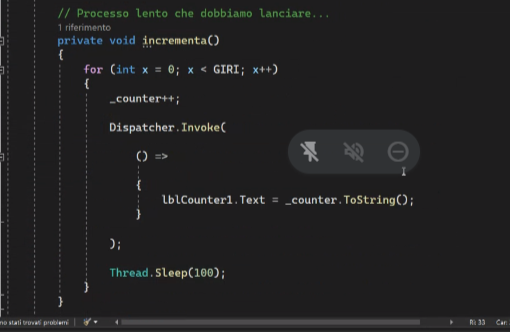 // Processo lento che dobbiamo lanciare...
1 riferimento
private void incrementa()
{
for (int x = 0; x < GIRI; x++)
{
_counter++;
Dispatcher.Invoke(
() =>
{
lblCounter1.Text = _counter.ToString();
}
);
Thread.Sleep(100);
}
}
no stati trovati problemi
Ri: 33
Car.